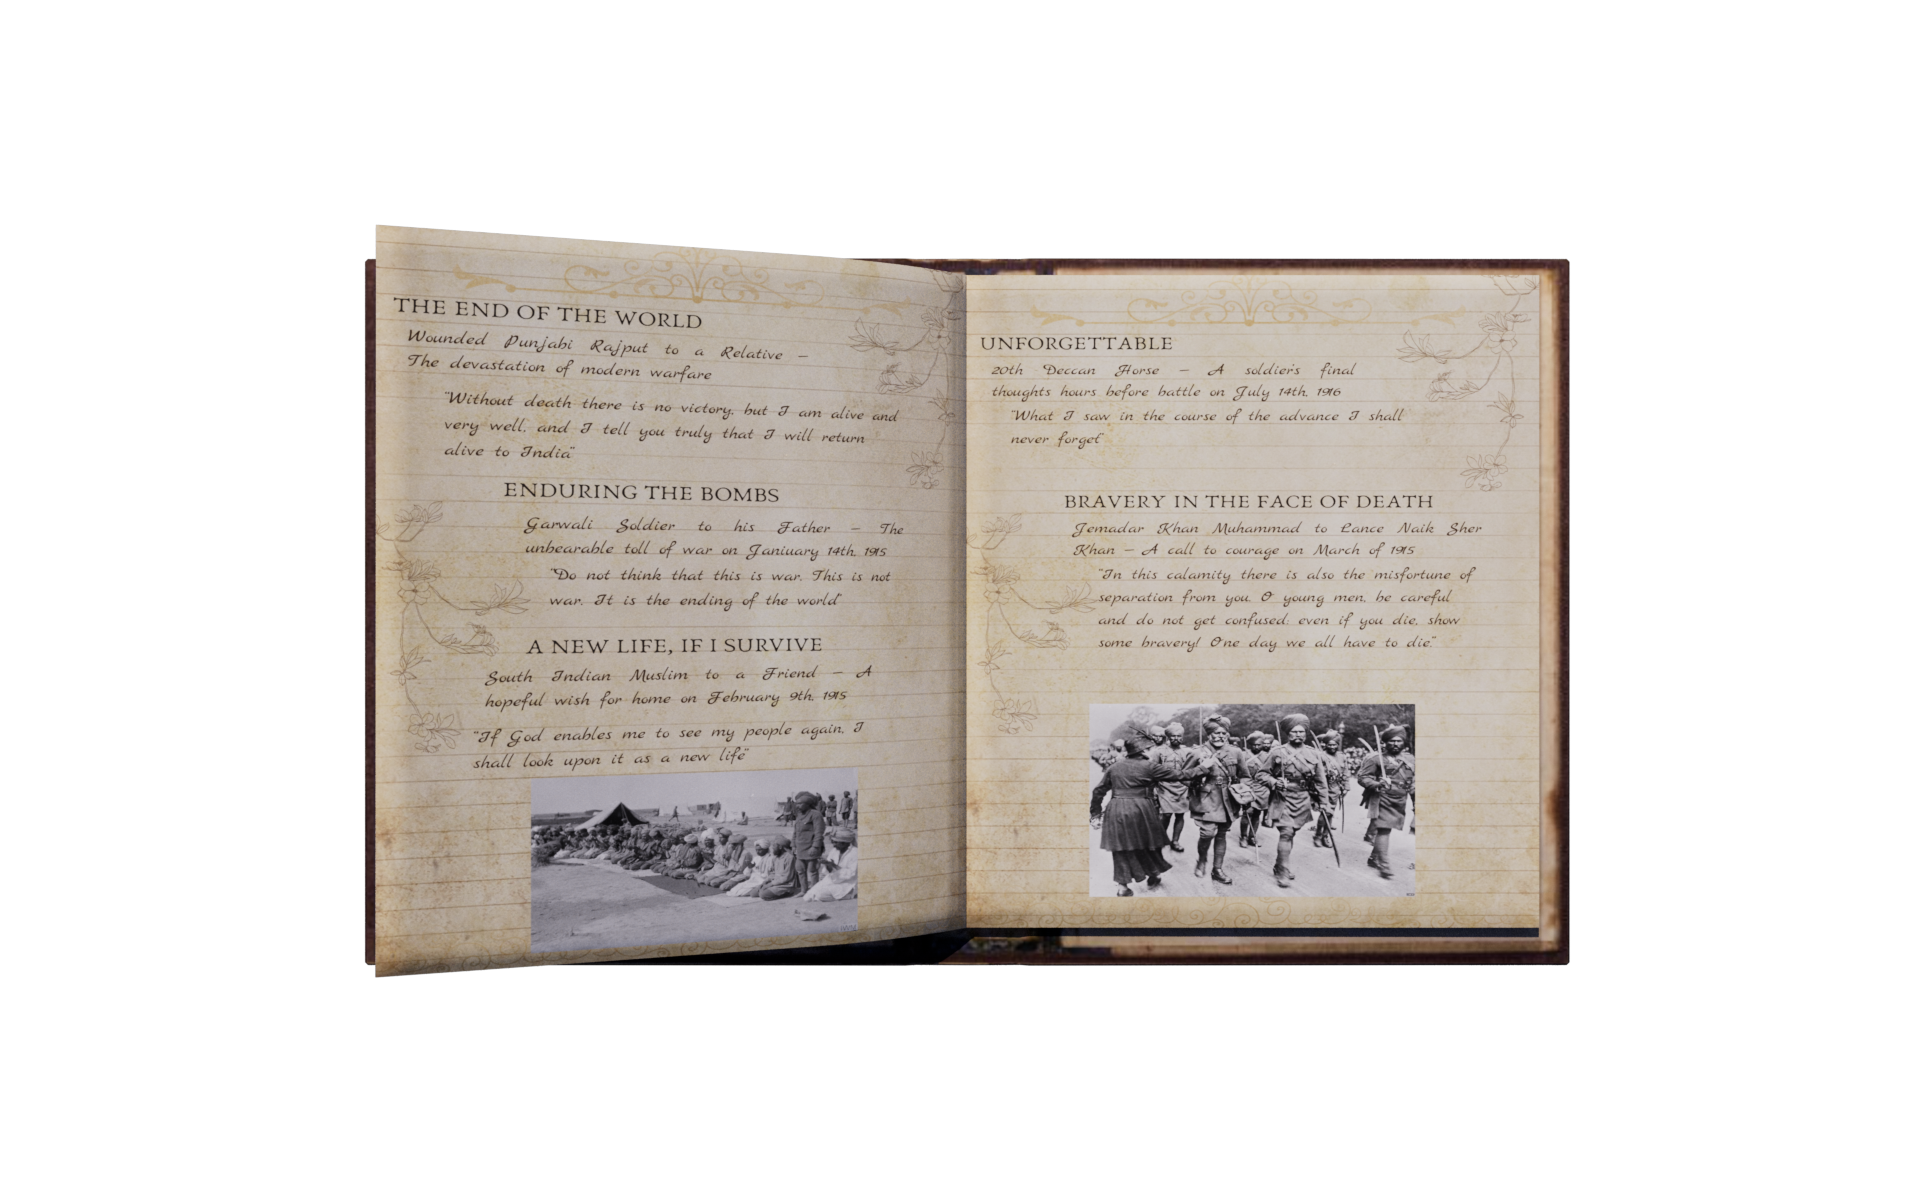 THE END OF THE WORLD
Wounded Punjabi Rajput to a Relative –
The devastation of modern warfare
"Without death there is no victory, but I am alive and
very well, and I tell you truly that I will return
alive to India"
ENDURING THE BOMBS
Garwali Soldier to his Father – The
unbearable toll of war on Janiuary 14th, 1915
"Do not think that this is war. This is not
war. It is the ending of the world"
A NEW LIFE, IF I SURVIVE
South Indian Muslim to a Friend – A
hopeful wish for home on February 9th, 1915
"If God enables me to see my people again, I
shall look upon it as a new life"
UNFORGETTABLE
20th Deccan Horse – A soldier's final
thoughts hours before battle on July 14th, 1916
"What I saw in the course of the advance I shall
never forget"
BRAVERY IN THE FACE OF DEATH
Jemadar Khan Muhammad to Lance Naik Sher
Khan – A call to courage on March of 1915
"In this calamity there is also the misfortune of
separation from you. O young men, be careful
and do not get confused; even if you die, show
some bravery! One day we all have to die"